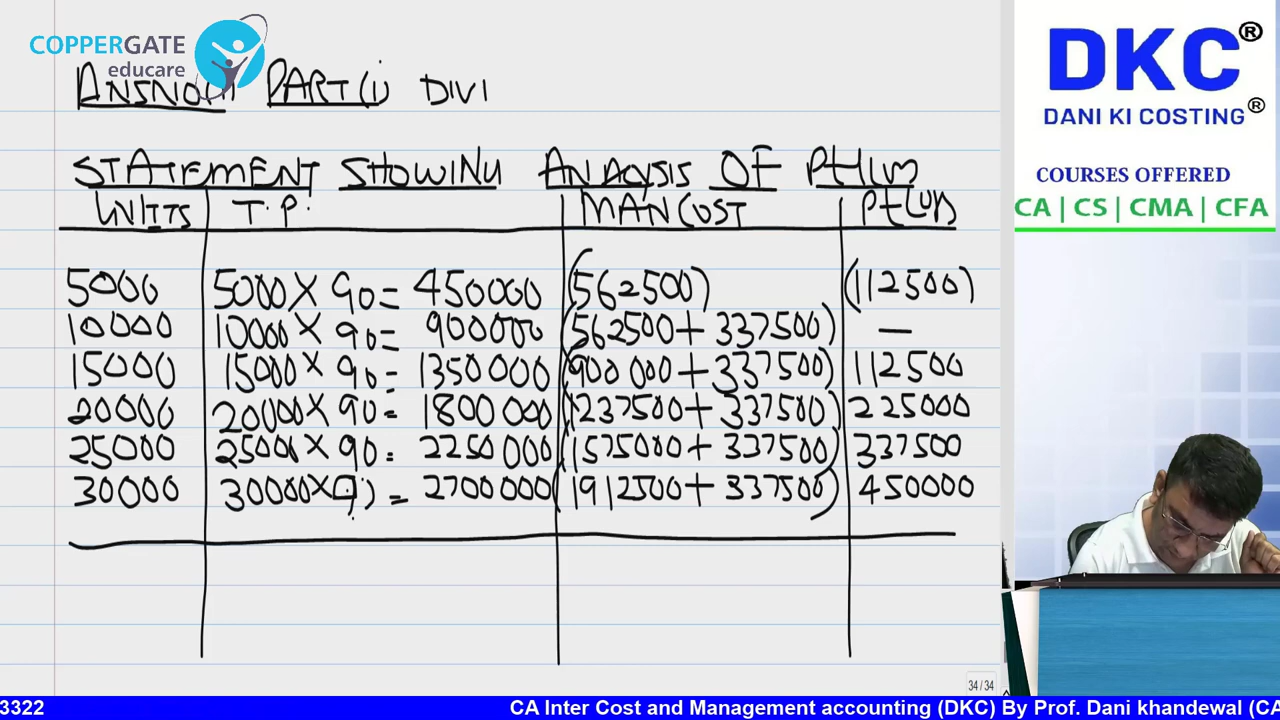 COPPERGATE
educare
PART (i) DIVI
STATEMENT SHOWING ANALYSIS OF
UNITS T.P. MAN COST
5000 5000 × 90 = 450000 (562500) (112500)
10000 10000 × 90 = 900000 (562500 + 337500) —
15000 15000 × 90 = 1350000 (900000 + 337500) 112500
20000 20000 × 90 = 1800000 (1237500 + 337500) 225000
25000 25000 × 90 = 2250000 (1575000 + 337500) 337500
30000 30000 × 90 = 2700000 (1912500 + 337500) 450000
34 / 34
DKC®
DANI KI COSTING®
COURSES OFFERED
CA | CS | CMA | CFA
3322 CA Inter Cost and Management accounting (DKC) By Prof. Dani khandewal (CA